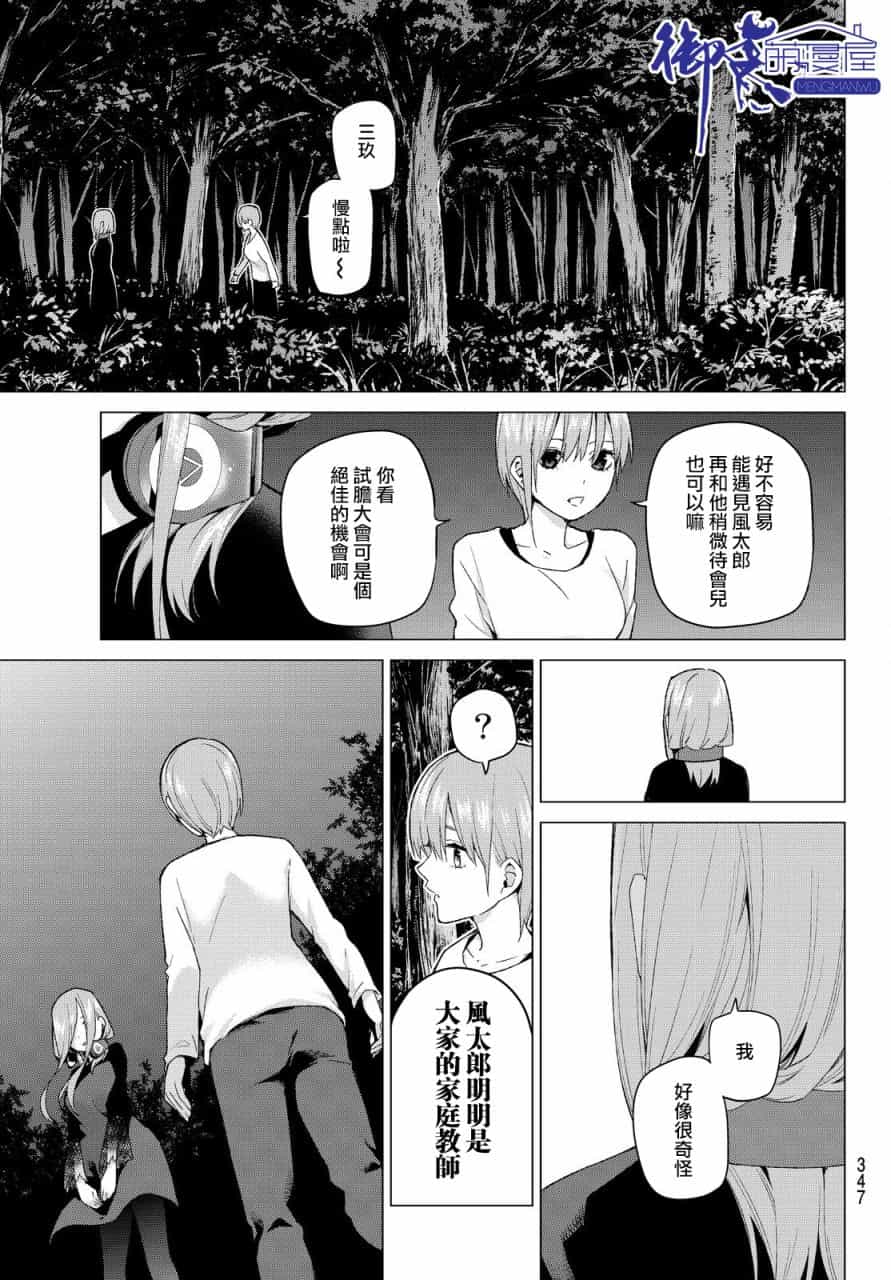 御憙萌漫屋
MENGMANWU
三玖
慢點啦~
好不容易
能遇見風太郎
再和他稍微待會兒
也可以嘛
你看
試膽大會可是個
絕佳的機會啊
?
我
好像很奇怪
風太郎明明是
大家的家庭教師
347